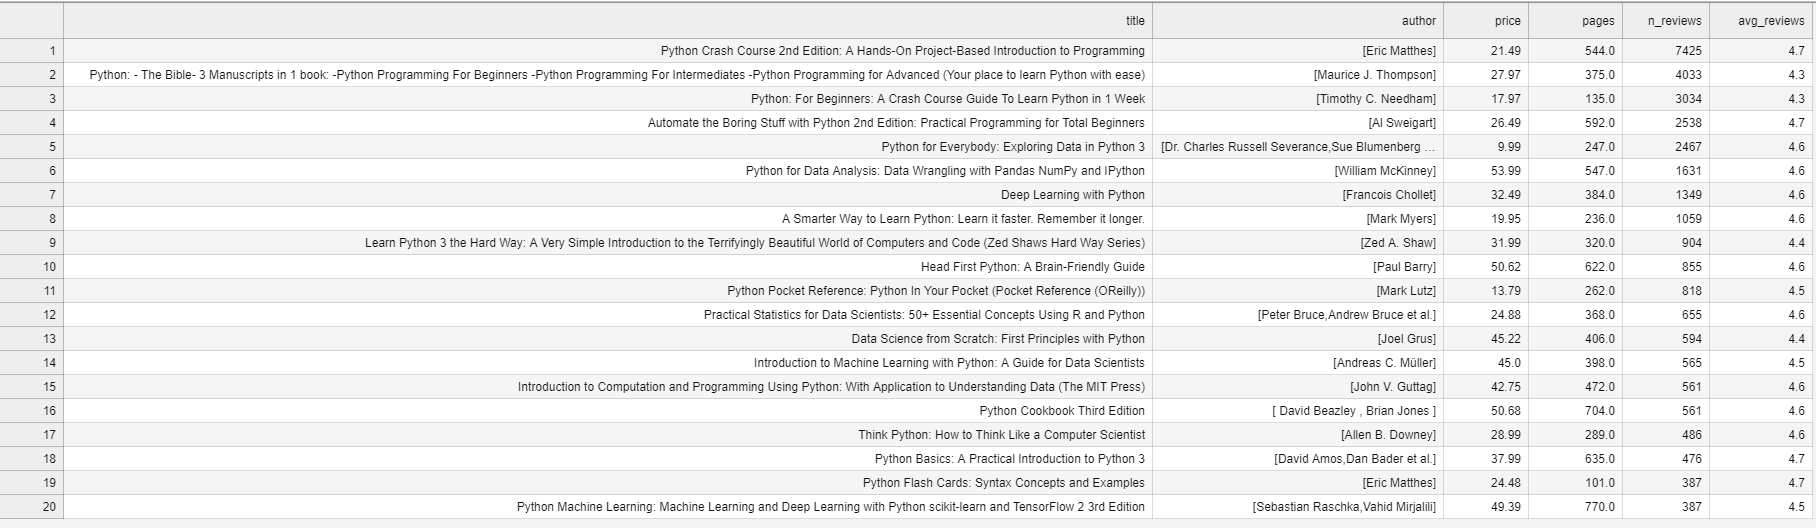 title author price pages n_reviews avg_reviews
1 Python Crash Course 2nd Edition: A Hands-On Project-Based Introduction to Programming [Eric Matthes] 21.49 544.0 7425 4.7
2 Python: - The Bible- 3 Manuscripts in 1 book: -Python Programming For Beginners -Python Programming For Intermediates -Python Programming for Advanced (Your place to learn Python with ease) [Maurice J. Thompson] 27.97 375.0 4033 4.3
3 Python: For Beginners: A Crash Course Guide To Learn Python in 1 Week [Timothy C. Needham] 17.97 135.0 3034 4.3
4 Automate the Boring Stuff with Python 2nd Edition: Practical Programming for Total Beginners [Al Sweigart] 26.49 592.0 2538 4.7
5 Python for Everybody: Exploring Data in Python 3 [Dr. Charles Russell Severance,Sue Blumenberg ... 9.99 247.0 2467 4.6
6 Python for Data Analysis: Data Wrangling with Pandas NumPy and IPython [William McKinney] 53.99 547.0 1631 4.6
7 Deep Learning with Python [Francois Chollet] 32.49 384.0 1349 4.6
8 A Smarter Way to Learn Python: Learn it faster. Remember it longer. [Mark Myers] 19.95 236.0 1059 4.6
9 Learn Python 3 the Hard Way: A Very Simple Introduction to the Terrifyingly Beautiful World of Computers and Code (Zed Shaws Hard Way Series) [Zed A. Shaw] 31.99 320.0 904 4.4
10 Head First Python: A Brain-Friendly Guide [Paul Barry] 50.62 622.0 855 4.6
11 Python Pocket Reference: Python In Your Pocket (Pocket Reference (OReilly)) [Mark Lutz] 13.79 262.0 818 4.5
12 Practical Statistics for Data Scientists: 50+ Essential Concepts Using R and Python [Peter Bruce,Andrew Bruce et al.] 24.88 368.0 655 4.6
13 Data Science from Scratch: First Principles with Python [Joel Grus] 45.22 406.0 594 4.4
14 Introduction to Machine Learning with Python: A Guide for Data Scientists [Andreas C. Müller] 45.0 398.0 565 4.5
15 Introduction to Computation and Programming Using Python: With Application to Understanding Data (The MIT Press) [John V. Guttag] 42.75 472.0 561 4.6
16 Python Cookbook Third Edition [ David Beazley , Brian Jones ] 50.68 704.0 561 4.6
17 Think Python: How to Think Like a Computer Scientist [Allen B. Downey] 28.99 289.0 486 4.6
18 Python Basics: A Practical Introduction to Python 3 [David Amos,Dan Bader et al.] 37.99 635.0 476 4.7
19 Python Flash Cards: Syntax Concepts and Examples [Eric Matthes] 24.48 101.0 387 4.7
20 Python Machine Learning: Machine Learning and Deep Learning with Python scikit-learn and TensorFlow 2 3rd Edition [Sebastian Raschka,Vahid Mirjalili] 49.39 770.0 387 4.5